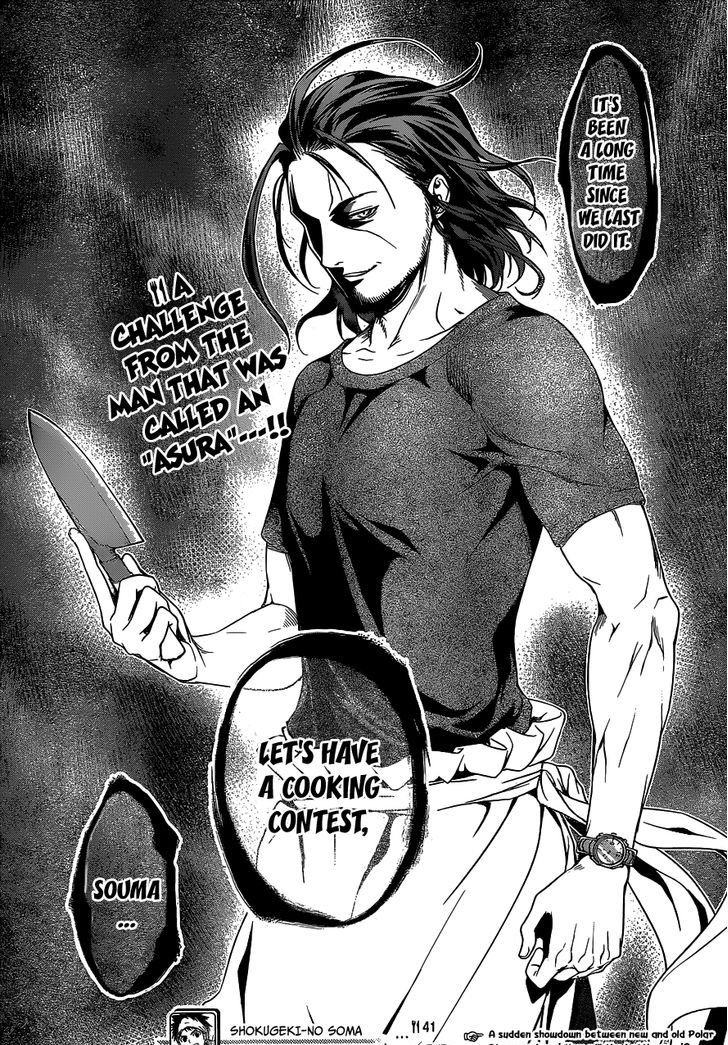 IT'S
BEEN
A LONG
TIME
SINCE
WE LAST
DID IT.
A
CHALLENGE
FROM THE
MAN THAT WAS
CALLED AN
"ASURA"---!!
LET'S HAVE
A COOKING
CONTEST,
SOUMA
...
SHOKUGEKI-NO SOMA
... 41
A sudden showdown between new and old Polar